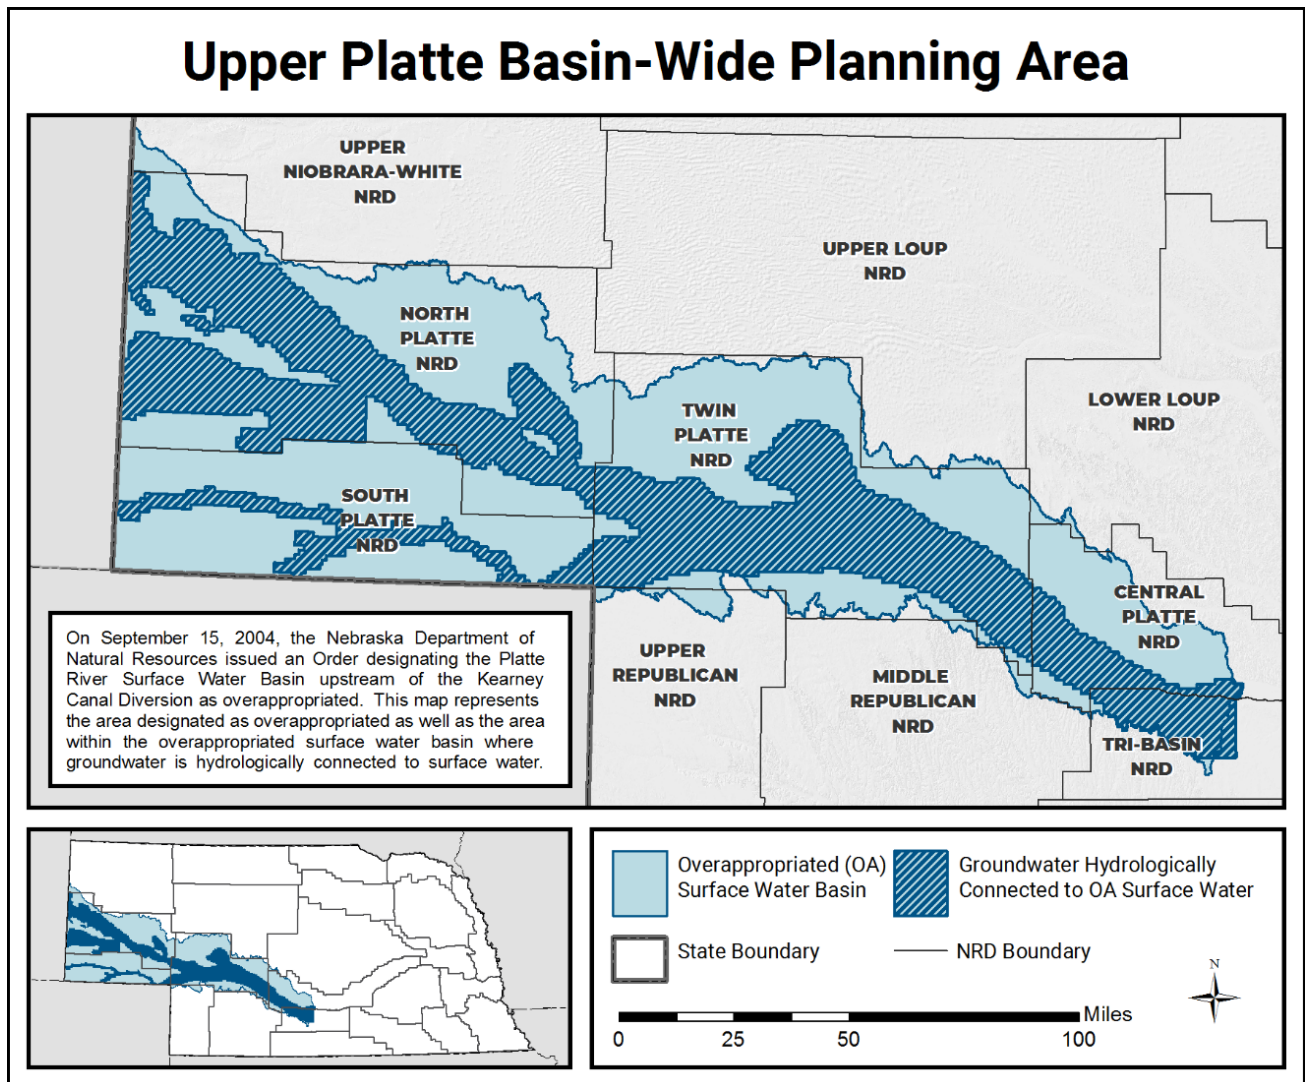 Upper Platte Basin-Wide Planning Area
UPPER
NIOBRARA-WHITE
NRD
UPPER LOUP
NRD
NORTH
PLATTE
NRD
TWIN
PLATTE
NRD
LOWER LOUP
NRD
SOUTH
PLATTE
NRD
CENTRAL
PLATTE
NRD
UPPER
REPUBLICAN
NRD
MIDDLE
REPUBLICAN
NRD
TRI-BASIN
NRD
On September 15, 2004, the Nebraska Department of
Natural Resources issued an Order designating the Platte
River Surface Water Basin upstream of the Kearney
Canal Diversion as overappropriated. This map represents
the area designated as overappropriated as well as the area
within the overappropriated surface water basin where
groundwater is hydrologically connected to surface water.
Overappropriated (OA)
Surface Water Basin
Groundwater Hydrologically
Connected to OA Surface Water
State Boundary
NRD Boundary
N
Miles
0 25 50 100